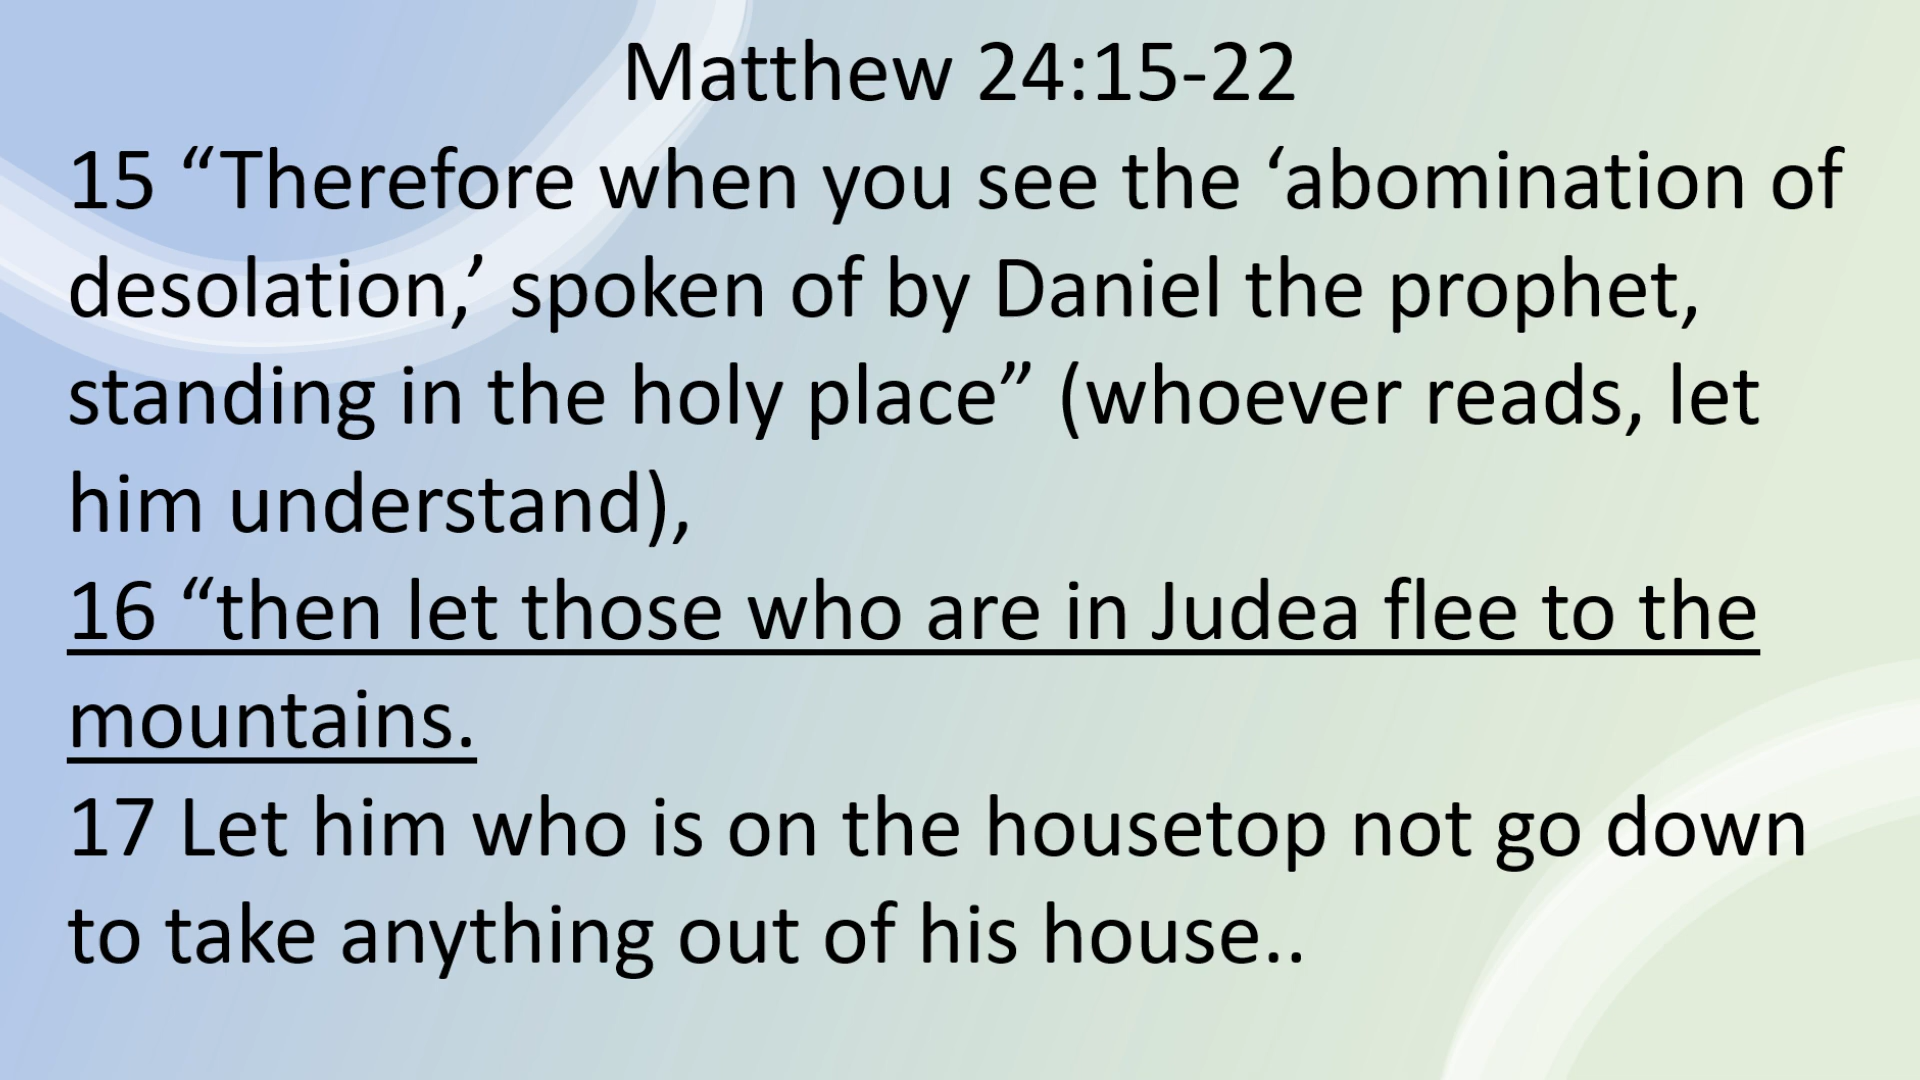 Matthew 24:15-22
15 “Therefore when you see the ‘abomination of
desolation,’ spoken of by Daniel the prophet,
standing in the holy place” (whoever reads, let
him understand),
16 “then let those who are in Judea flee to the
mountains.
17 Let him who is on the housetop not go down
to take anything out of his house..